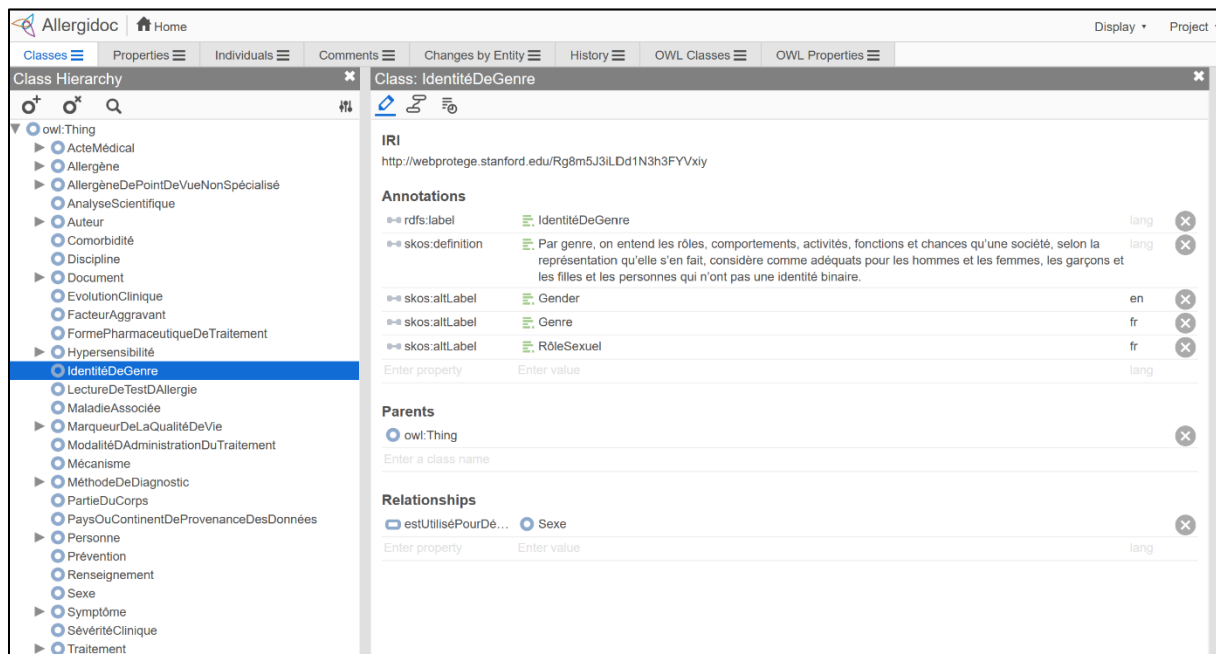 Allergidoc Home Display Project
Classes Properties Individuals Comments Changes by Entity History OWL Classes OWL Properties
Class Hierarchy
owl:Thing
ActeMédical
Allergène
AllergèneDePointDeVueNonSpécialisé
AnalyseScientifique
Auteur
Comorbidité
Discipline
Document
EvolutionClinique
FacteurAggravant
FormePharmaceutiqueDeTraitement
Hypersensibilité
IdentitéDeGenre
LectureDeTestDAllergie
MaladieAssociée
MarqueurDeLaQualitéDeVie
ModalitéDAdministrationDuTraitement
Mécanisme
MéthodeDeDiagnostic
PartieDuCorps
PaysOuContinentDeProvenanceDesDonnées
Personne
Prévention
Renseignement
Sexe
Symptôme
SévéritéClinique
Traitement
Class: IdentitéDeGenre
IRI
http://webprotege.stanford.edu/Rg8m5J3iLDd1N3h3FYVxiy
Annotations
rdfs:label IdentitéDeGenre lang
skos:definition Par genre, on entend les rôles, comportements, activités, fonctions et chances qu'une société, selon la lang
représentation qu'elle s'en fait, considère comme adéquats pour les hommes et les femmes, les garçons et
les filles et les personnes qui n'ont pas une identité binaire.
skos:altLabel Gender en
skos:altLabel Genre fr
skos:altLabel RôleSexuel fr
Enter property Enter value lang
Parents
owl:Thing
Enter a class name
Relationships
estUtiliséPourDé... Sexe
Enter property Enter value lang